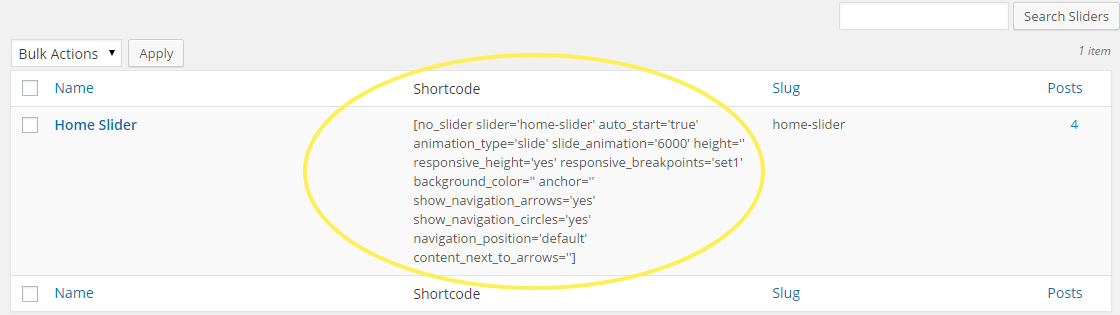 Search Sliders
Bulk Actions Apply 1 item
Name Shortcode Slug Posts
Home Slider [no_slider slider='home-slider' auto_start='true' home-slider 4
animation_type='slide' slide_animation='6000' height=''
responsive_height='yes' responsive_breakpoints='set1'
background_color='' anchor=''
show_navigation_arrows='yes'
show_navigation_circles='yes'
navigation_position='default'
content_next_to_arrows='']
Name Shortcode Slug Posts